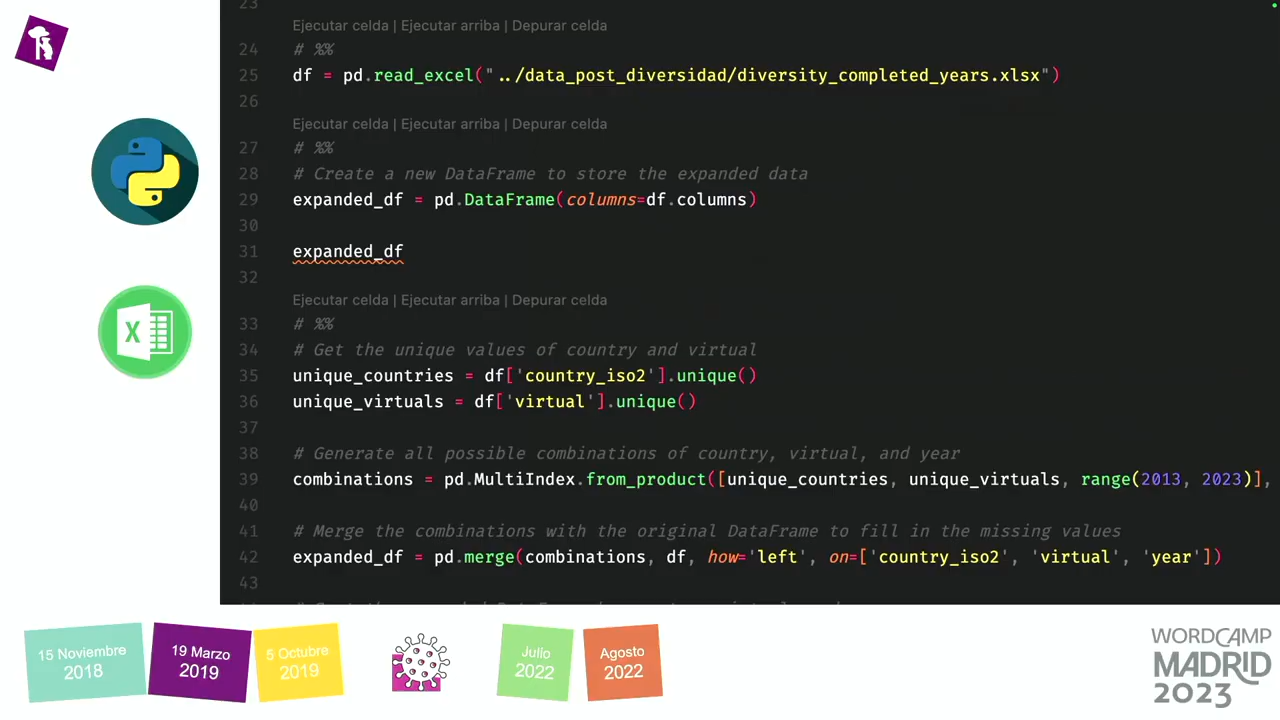 23
Ejecutar celda | Ejecutar arriba | Depurar celda
24 # %%
25 df = pd.read_excel("../data_post_diversidad/diversity_completed_years.xlsx")
26
Ejecutar celda | Ejecutar arriba | Depurar celda
27 # %%
28 # Create a new DataFrame to store the expanded data
29 expanded_df = pd.DataFrame(columns=df.columns)
30
31 expanded_df
32
Ejecutar celda | Ejecutar arriba | Depurar celda
33 # %%
34 # Get the unique values of country and virtual
35 unique_countries = df['country_iso2'].unique()
36 unique_virtuals = df['virtual'].unique()
37
38 # Generate all possible combinations of country, virtual, and year
39 combinations = pd.MultiIndex.from_product([unique_countries, unique_virtuals, range(2013, 2023)],
40
41 # Merge the combinations with the original DataFrame to fill in the missing values
42 expanded_df = pd.merge(combinations, df, how='left', on=['country_iso2', 'virtual', 'year'])
43
X
15 Noviembre
2018
19 Marzo
2019
5 Octubre
2019
Julio
2022
Agosto
2022
WORDCAMP
MADRID
2023